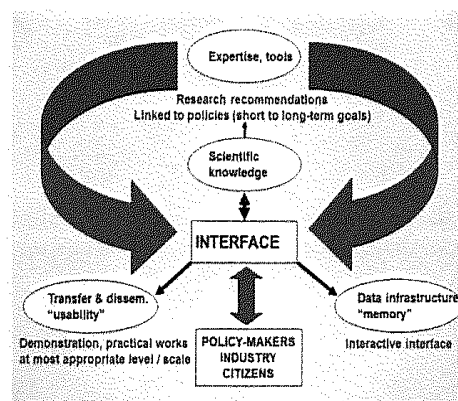 Expertise, tools
Research recommendations
Linked to policies (short to long-term goals)
Scientific
knowledge
INTERFACE
Transfer & dissem.
"usability"
Demonstration, practical works
at most appropriate level / scale
Data infrastructure
"memory"
Interactive interface
POLICY-MAKERS
INDUSTRY
CITIZENS